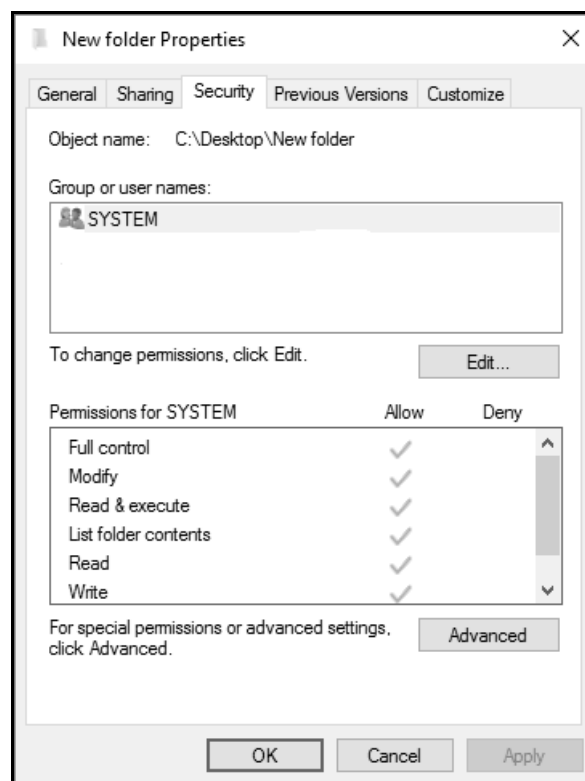 New folder Properties
General Sharing Security Previous Versions Customize
Object name: C:\Desktop\New folder
Group or user names:
SYSTEM
To change permissions, click Edit.
Edit...
Permissions for SYSTEM Allow Deny
Full control
Modify
Read & execute
List folder contents
Read
Write
For special permissions or advanced settings,
click Advanced.
Advanced
OK Cancel Apply